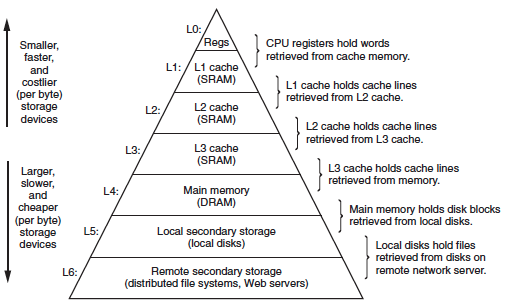 Smaller,
faster,
and
costlier
(per byte)
storage
devices
Larger,
slower,
and
cheaper
(per byte)
storage
devices
L0:
Regs
L1:
L1 cache
(SRAM)
L2:
L2 cache
(SRAM)
L3:
L3 cache
(SRAM)
L4:
Main memory
(DRAM)
L5:
Local secondary storage
(local disks)
L6:
Remote secondary storage
(distributed file systems, Web servers)
CPU registers hold words
retrieved from cache memory.
L1 cache holds cache lines
retrieved from L2 cache.
L2 cache holds cache lines
retrieved from L3 cache.
L3 cache holds cache lines
retrieved from memory.
Main memory holds disk blocks
retrieved from local disks.
Local disks hold files
retrieved from disks on
remote network server.